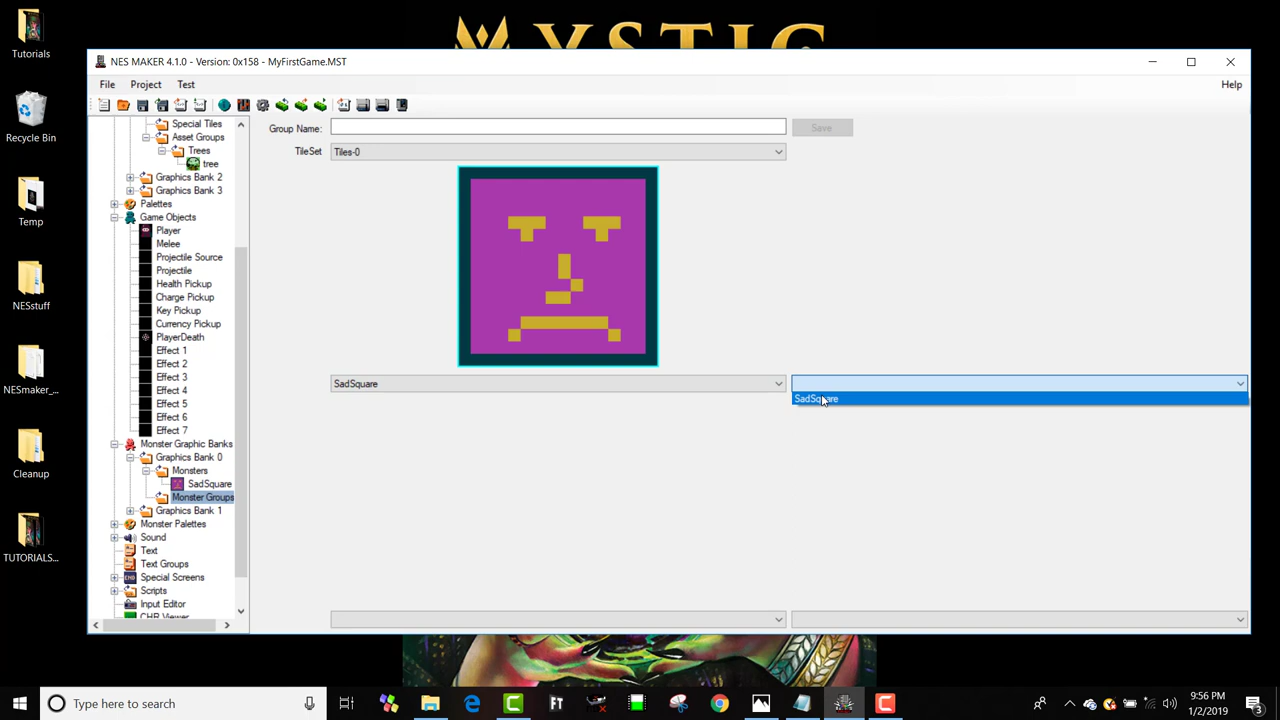 MYSTIC
Tutorials
Recycle Bin
Temp
NESstuff
NESmaker_...
Cleanup
TUTORIALS...
NES MAKER 4.1.0 - Version: 0x158 - MyFirstGame.MST
File Project Test Help
Special Tiles
Asset Groups
Trees
tree
Graphics Bank 2
Graphics Bank 3
Palettes
Game Objects
Player
Melee
Projectile Source
Projectile
Health Pickup
Charge Pickup
Key Pickup
Currency Pickup
PlayerDeath
Effect 1
Effect 2
Effect 3
Effect 4
Effect 5
Effect 6
Effect 7
Monster Graphic Banks
Graphics Bank 0
Monsters
SadSquare
Monster Groups
Graphics Bank 1
Monster Palettes
Sound
Text
Text Groups
Special Screens
Scripts
Input Editor
CHR Viewer
Group Name: Save
TileSet Tiles-0
SadSquare
SadSquare
Type here to search
FT
9:56 PM
1/2/2019
3